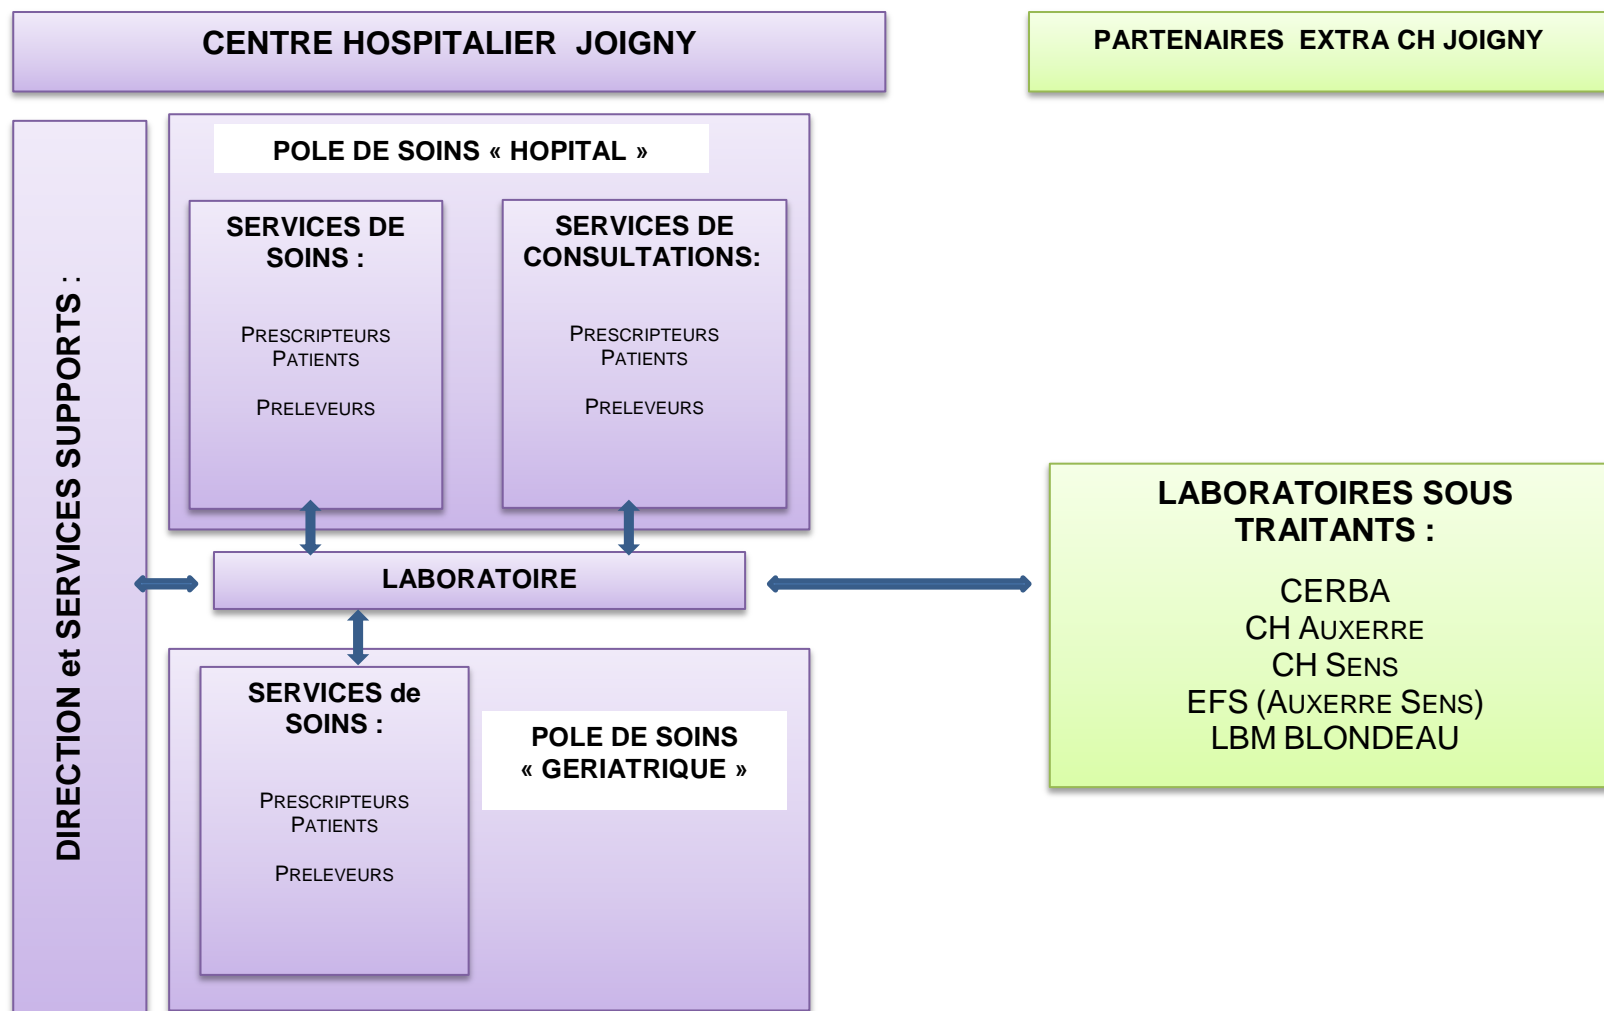 CENTRE HOSPITALIER JOIGNY
PARTENAIRES EXTRA CH JOIGNY
DIRECTION et SERVICES SUPPORTS :
POLE DE SOINS « HOPITAL »
SERVICES DE
SOINS :
PRESCRIPTEURS
PATIENTS
PRELEVEURS
SERVICES DE
CONSULTATIONS:
PRESCRIPTEURS
PATIENTS
PRELEVEURS
LABORATOIRE
SERVICES de
SOINS :
PRESCRIPTEURS
PATIENTS
PRELEVEURS
POLE DE SOINS
« GERIATRIQUE »
LABORATOIRES SOUS
TRAITANTS :
CERBA
CH AUXERRE
CH SENS
EFS (AUXERRE SENS)
LBM BLONDEAU